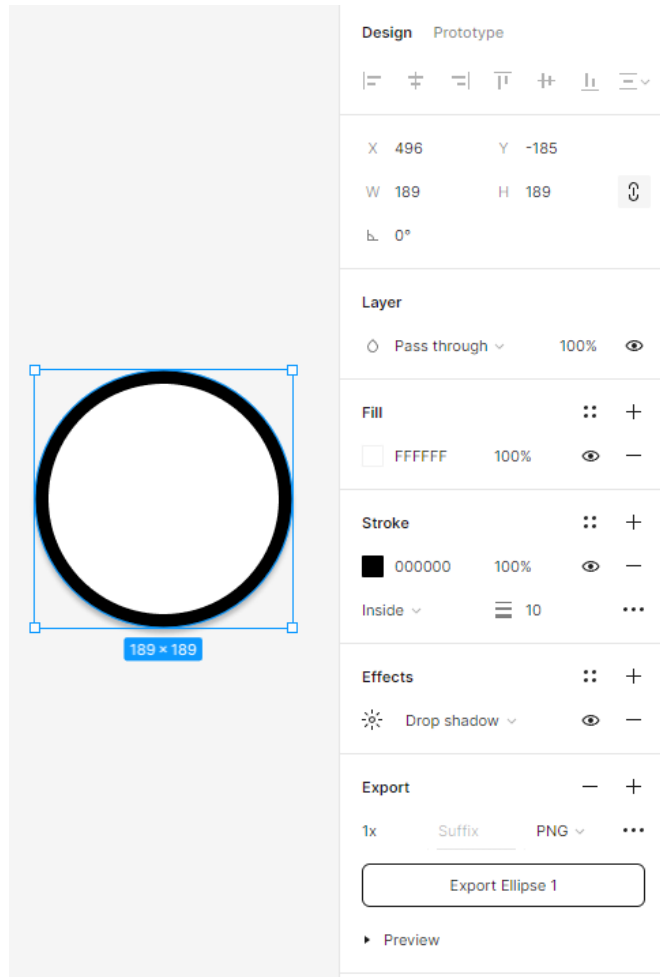 Design Prototype
X 496 Y -185
W 189 H 189
0°
Layer
Pass through 100%
Fill
FFFFFF 100%
Stroke
000000 100%
Inside 10
189 × 189
Effects
Drop shadow
Export
1x Suffix PNG
Export Ellipse 1
Preview